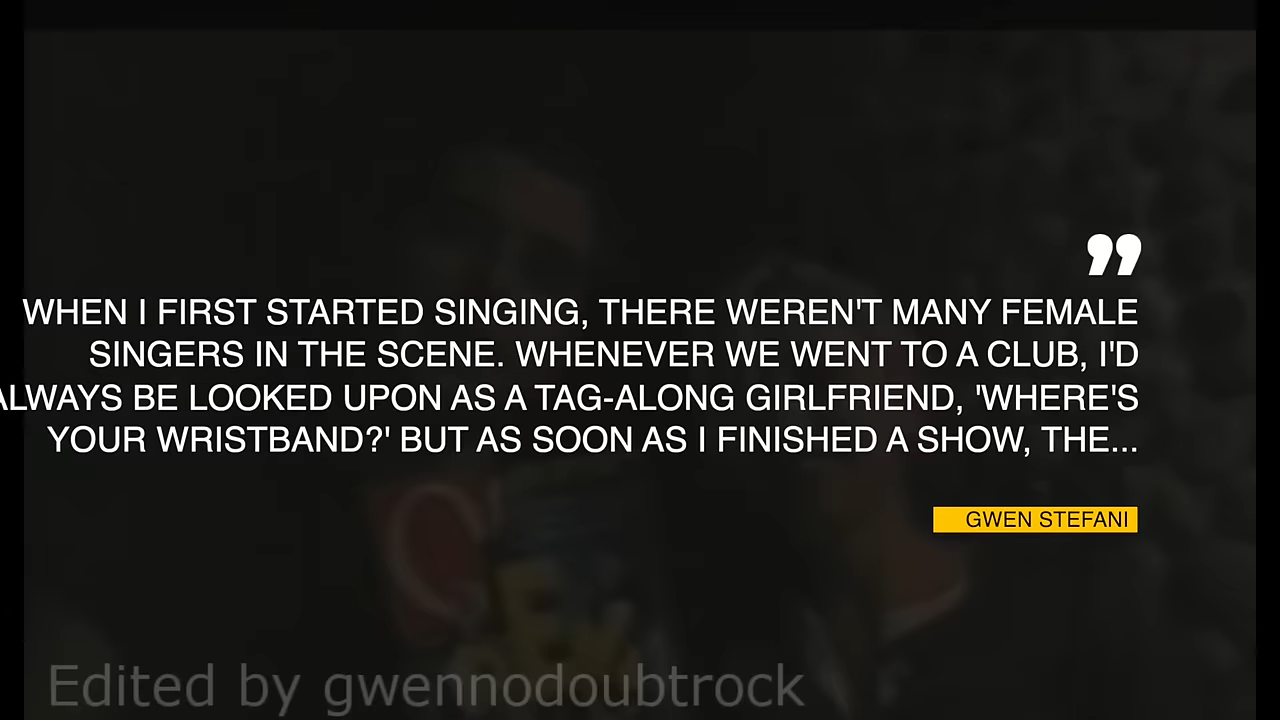 ”
WHEN I FIRST STARTED SINGING, THERE WEREN'T MANY FEMALE
SINGERS IN THE SCENE. WHENEVER WE WENT TO A CLUB, I'D
ALWAYS BE LOOKED UPON AS A TAG-ALONG GIRLFRIEND, 'WHERE'S
YOUR WRISTBAND?' BUT AS SOON AS I FINISHED A SHOW, THE...
GWEN STEFANI
Edited by gwennodoubtrock